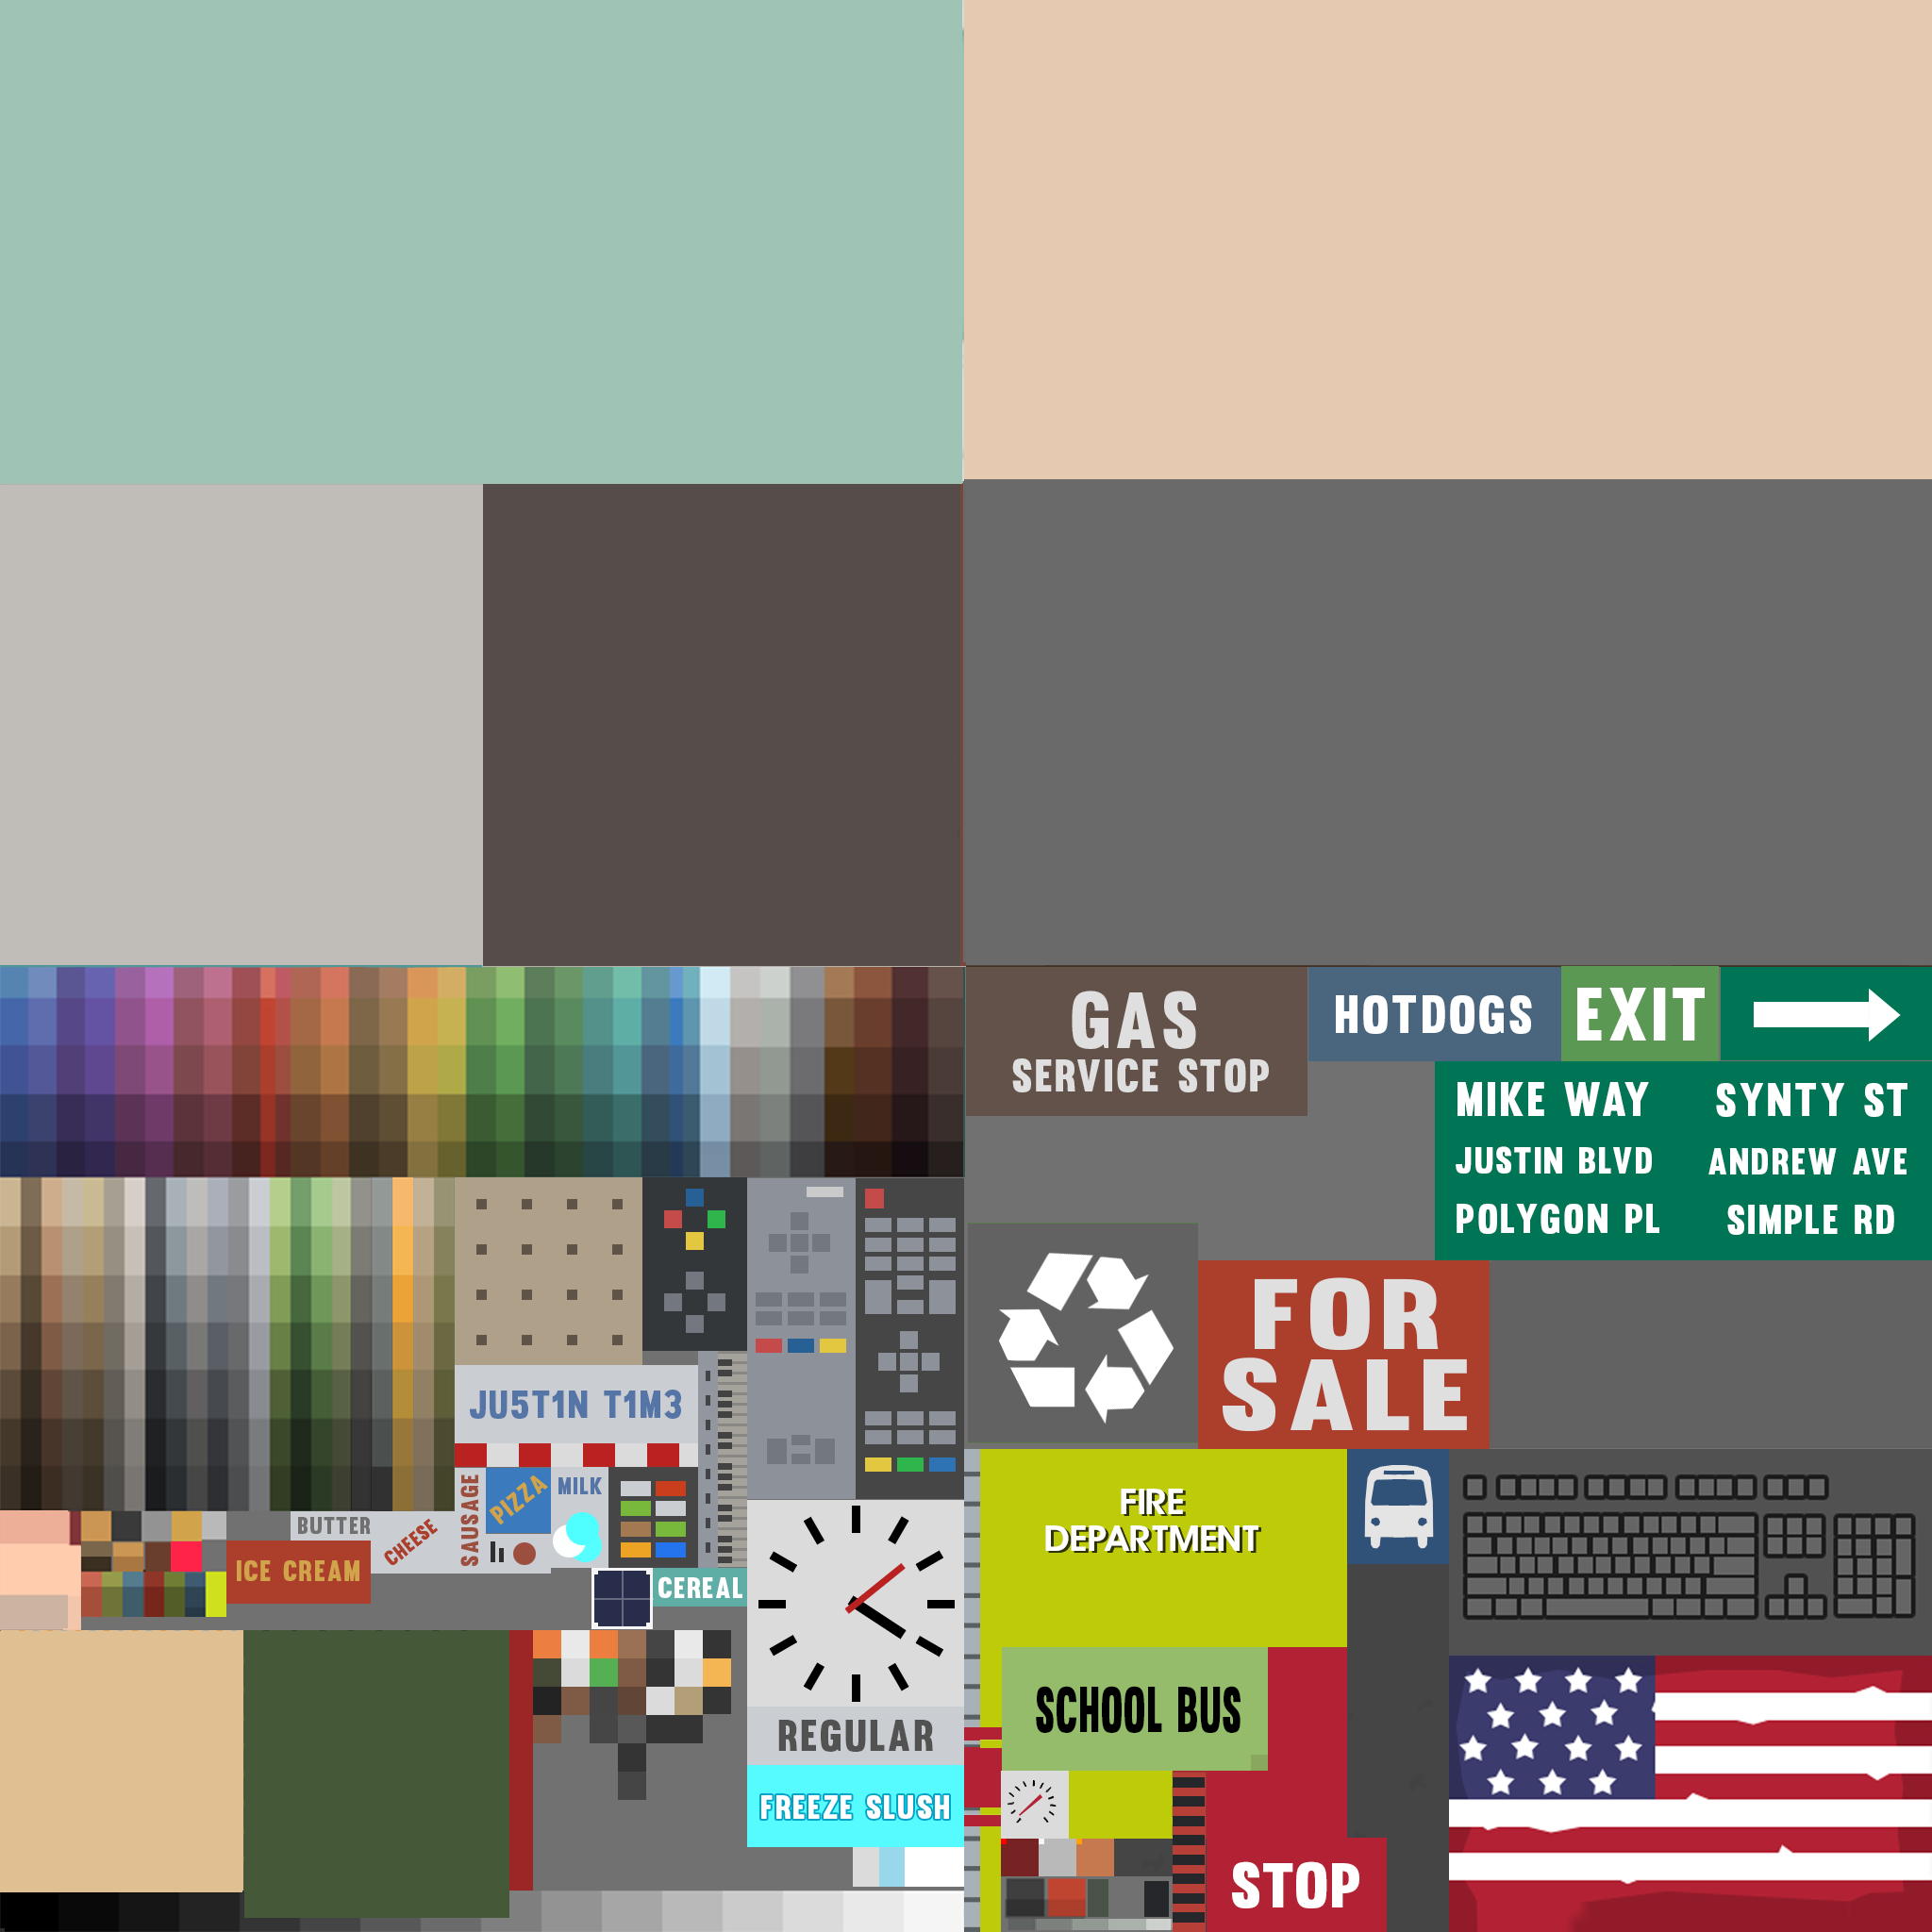 GAS
SERVICE STOP
HOTDOGS
EXIT
MIKE WAY
SYNTY ST
JUSTIN BLVD
ANDREW AVE
POLYGON PL
SIMPLE RD
FOR
SALE
JU5T1N T1M3
SAUSAGE
PIZZA
MILK
BUTTER
CHEESE
ICE CREAM
CEREAL
REGULAR
FREEZE SLUSH
FIRE
DEPARTMENT
SCHOOL BUS
STOP